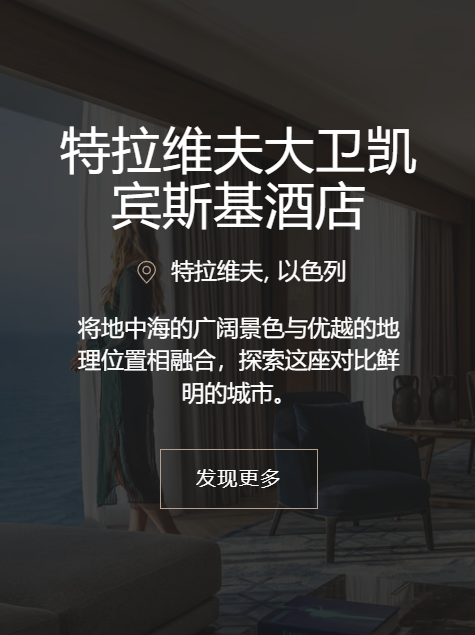 特拉维夫大卫凯
宾斯基酒店
特拉维夫, 以色列
将地中海的广阔景色与优越的地
理位置相融合，探索这座对比鲜
明的城市。
发现更多